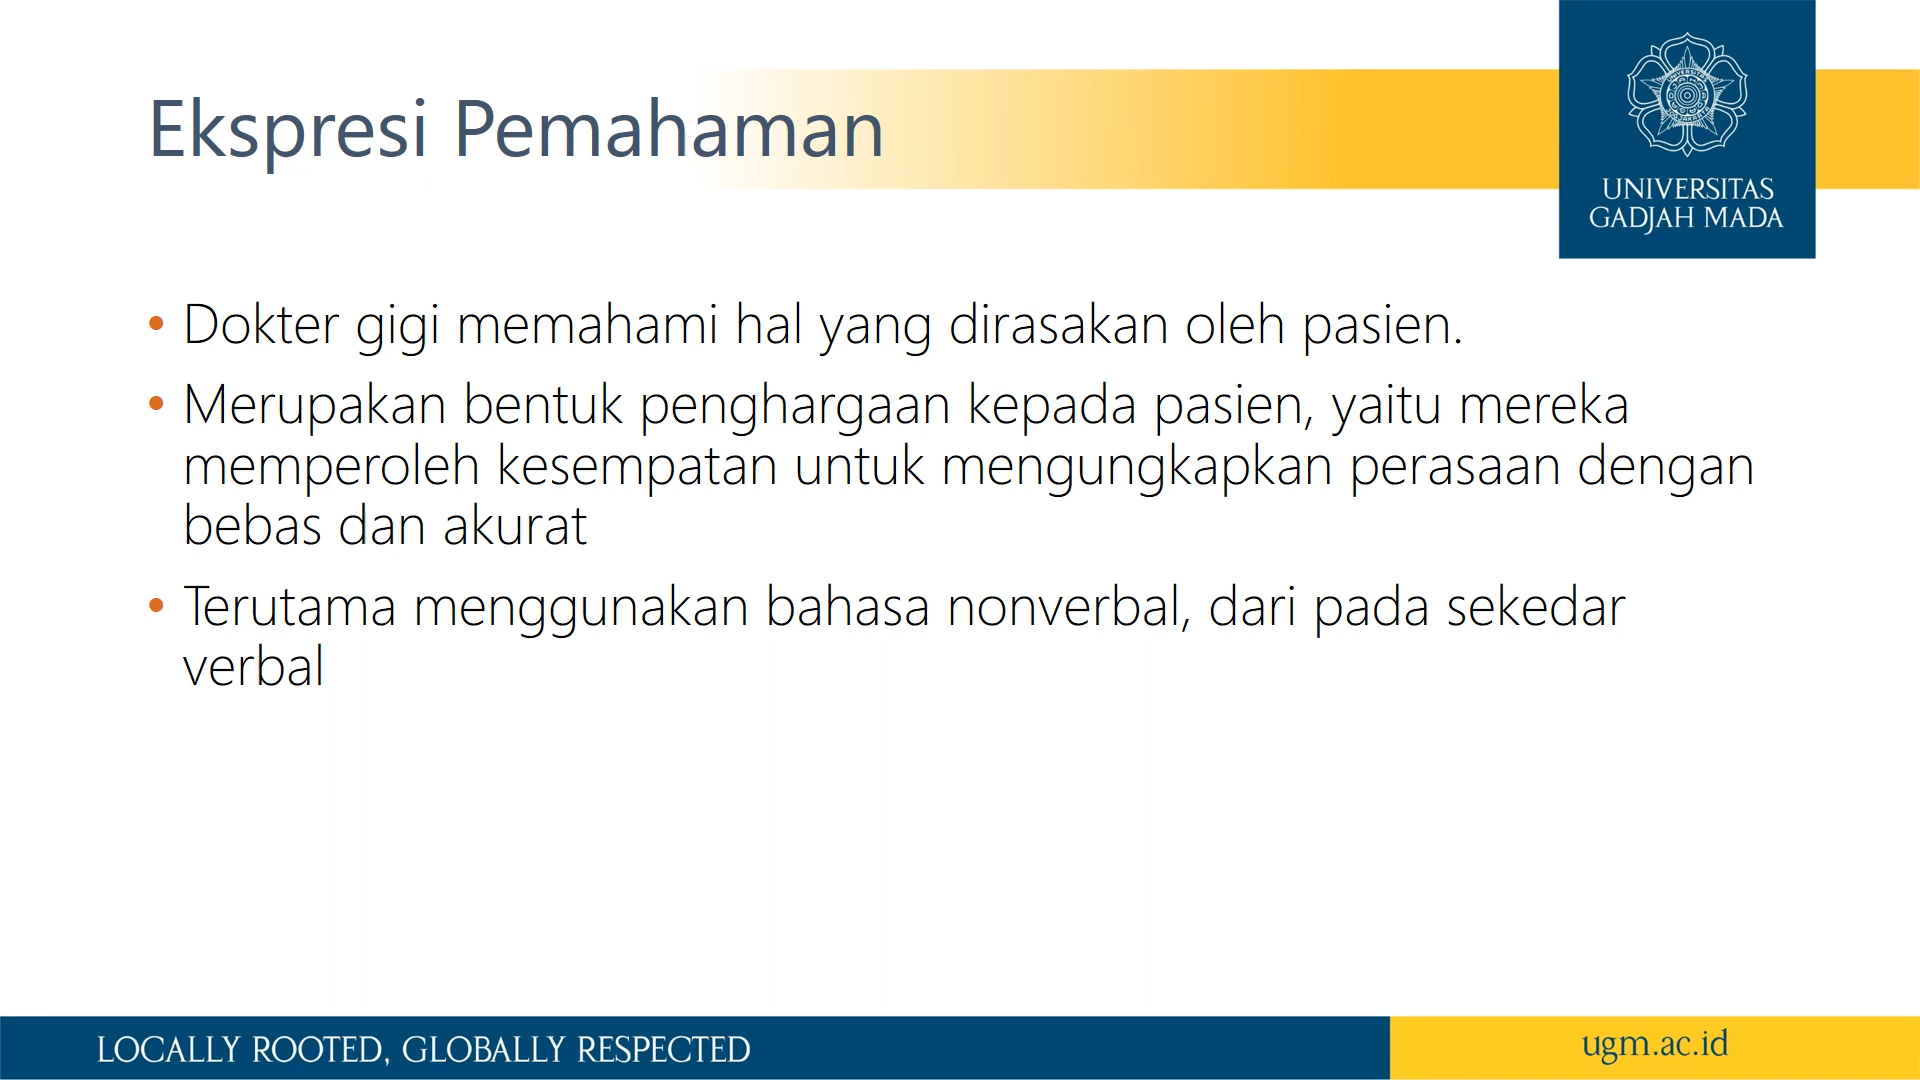 Ekspresi Pemahaman
UNIVERSITAS
GADJAH MADA
• Dokter gigi memahami hal yang dirasakan oleh pasien.
• Merupakan bentuk penghargaan kepada pasien, yaitu mereka
memperoleh kesempatan untuk mengungkapkan perasaan dengan
bebas dan akurat
• Terutama menggunakan bahasa nonverbal, dari pada sekedar
verbal
LOCALLY ROOTED, GLOBALLY RESPECTED
ugm.ac.id